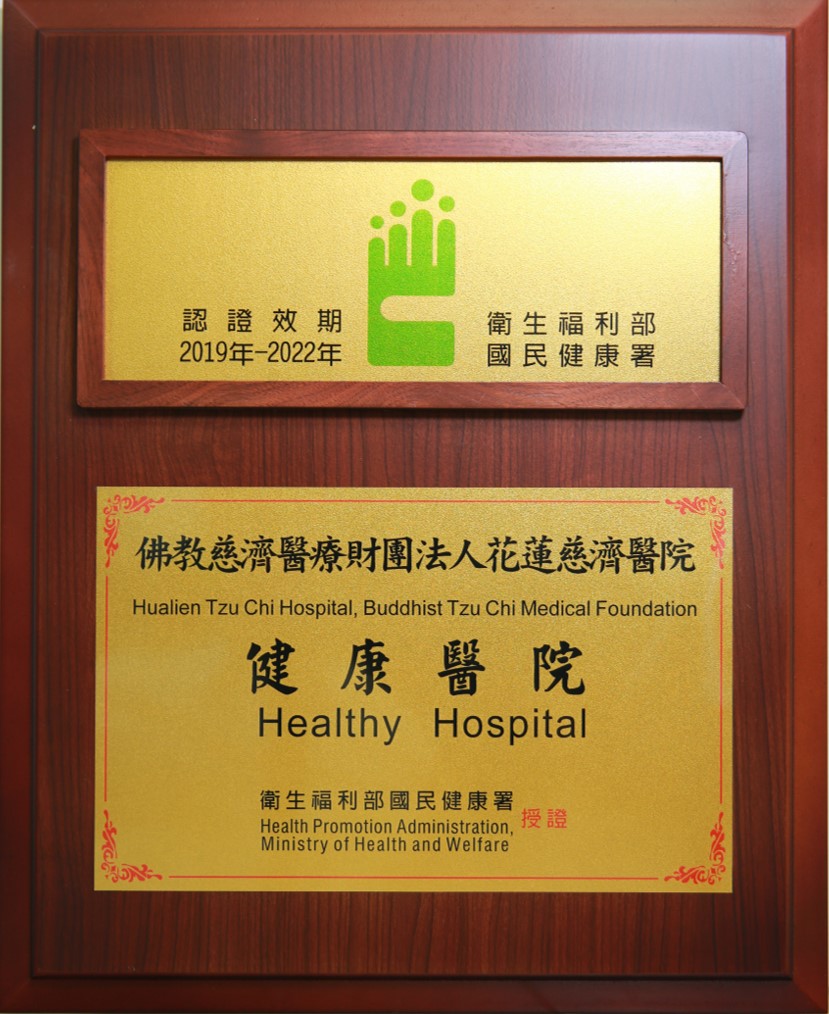 認證效期
2019年-2022年
衛生福利部
國民健康署
佛教慈濟醫療財團法人花蓮慈濟醫院
Hualien Tzu Chi Hospital, Buddhist Tzu Chi Medical Foundation
健康醫院
Healthy Hospital
衛生福利部國民健康署
Health Promotion Administration,
Ministry of Health and Welfare
授證